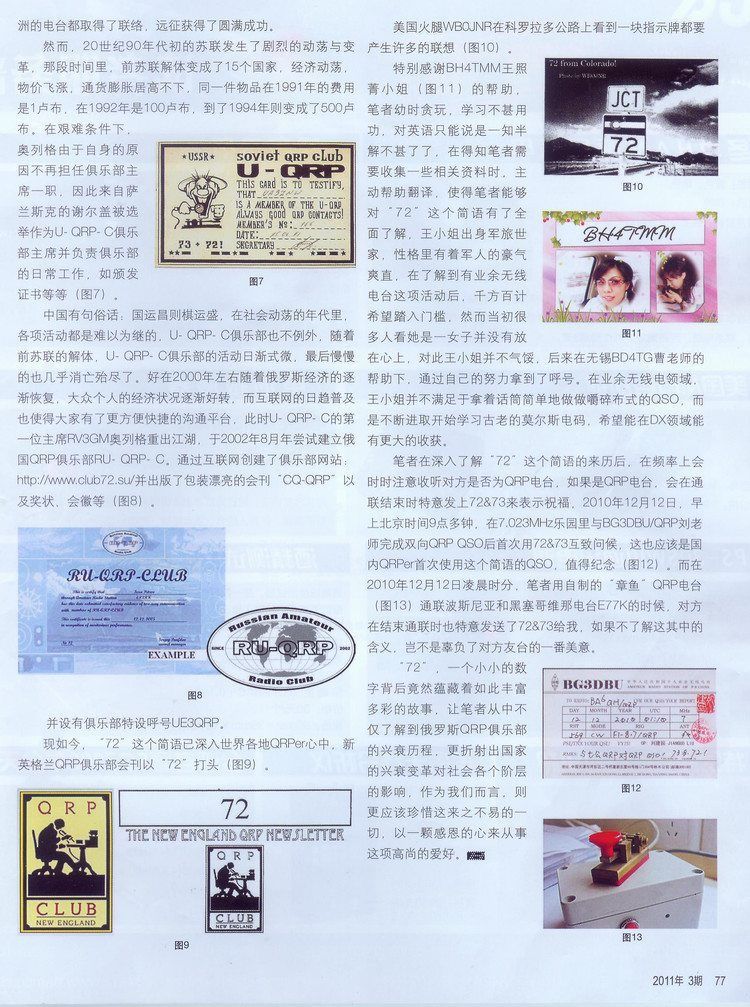 洲的电台都取得了联络，远征获得了圆满成功。
然而，20世纪90年代初的苏联发生了剧烈的动荡与变
革，那段时间里，前苏联解体变成了15个国家，经济动荡，
物价飞涨，通货膨胀居高不下，同一件物品在1991年的费用
是1卢布，在1992年是100卢布，到了1994年则变成了500卢
布。在艰难条件下，
奥列格由于自身的原
因不再担任俱乐部主
席一职，因此来自萨
兰斯克的谢尔盖被选
举作为U- QRP- C俱乐
部主席并负责俱乐部
的日常工作，如颁发
证书等等（图7）。
★USSR★
soviet QRP cLub
U - QRP
THIS CARD IS TO TESTIFY,
THAT
IS A MEMBER OF THE U-QRP
ALWAYS GOOD QRP CONTACTS!
MEMBER'S №:
DATE:
SECRETARY
73 + 72!
图7
中国有句俗话：国运昌则棋运盛，在社会动荡的年代里，
各项活动都是难以为继的，U- QRP- C俱乐部也不例外，随着
前苏联的解体，U- QRP- C俱乐部的活动日渐式微，最后慢慢
的也几乎消亡殆尽了。好在2000年左右随着俄罗斯经济的逐
渐恢复，大众个人的经济状况逐渐好转，而互联网的日趋普及
也使得大家有了更方便快捷的沟通平台，此时U- QRP- C的第
一位主席RV3GM奥列格重出江湖，于2002年8月年尝试建立俄
国QRP俱乐部RU- QRP- C。通过互联网创建了俱乐部网站：
http://www.club72.su/并出版了包装漂亮的会刊“CQ-QRP”以
及奖状、会徽等（图8）。
RU-QRP-CLUB
This is certify that
through Amateur Radio Station
EXAMPLE
Russian Amateur
SINCE
RU-QRP
2002
Radio Club
图8
并设有俱乐部特设呼号UE3QRP。
现如今，“72”这个简语已深入世界各地QRPer心中，新
英格兰QRP俱乐部会刊以“72”打头（图9）。
QRP
CLUB
NEW ENGLAND
72
THE NEW ENGLAND QRP NEWSLETTER
QRP
CLUB
NEW ENGLAND
图9
美国火腿WB0JNR在科罗拉多公路上看到一块指示牌都要
产生许多的联想（图10）。
特别感谢BH4TMM王照
菁小姐（图11）的帮助，
笔者幼时贪玩，学习不甚用
功，对英语只能说是一知半
解不甚了了，在得知笔者需
要收集一些相关资料时，主
动帮助翻译，使得笔者能够
对“72”这个简语有了全
面了解，王小姐出身军旅世
家，性格里有着军人的豪气
爽直，在了解到有业余无线
电台这项活动后，千方百计
希望踏入门槛，然而当初很
多人看她是一女子并没有放
在心上，对此王小姐并不气馁，后来在无锡BD4TG曹老师的
帮助下，通过自己的努力拿到了呼号。在业余无线电领域，
王小姐并不满足于拿着话筒简单地做做嚼碎布式的QSO，而
是不断进取开始学习古老的莫尔斯电码，希望能在DX领域能
有更大的收获。
72 from Colorado!
Photo by WB0JNR
JCT
72
图10
BH4TMM
图11
笔者在深入了解“72”这个简语的来历后，在频率上会
时时注意收听对方是否为QRP电台，如果是QRP电台，会在通
联结束时特意发上72&73来表示祝福，2010年12月12日，早
上北京时间9点多钟，在7.023MHz乐园里与BG3DBU/QRP刘老
师完成双向QRP QSO后首次用72&73互致问候，这也应该是国
内QRPer首次使用这个简语的QSO，值得纪念（图12）。而在
2010年12月12日凌晨时分，笔者用自制的“章鱼”QRP电台
（图13）通联波斯尼亚和黑塞哥维那电台E77K的时候，对方
在结束通联时也特意发送了72&73给我，如果不了解这其中的
含义，岂不是辜负了对方友台的一番美意。
“72”，一个小小的数
字背后竟然蕴藏着如此丰富
多彩的故事，让笔者从中不
仅了解到俄罗斯QRP俱乐部
的兴衰历程，更折射出国家
的兴衰变革对社会各个阶层
的影响，作为我们而言，则
更应该珍惜这来之不易的一
切，以一颗感恩的心来从事
这项高尚的爱好。
BG3DBU
DAY MONTH YEAR UTC MHz
12 12 2010 0110 7
RST MODE RIG ANT
569 CW
图12
图13
2011年 3期 77